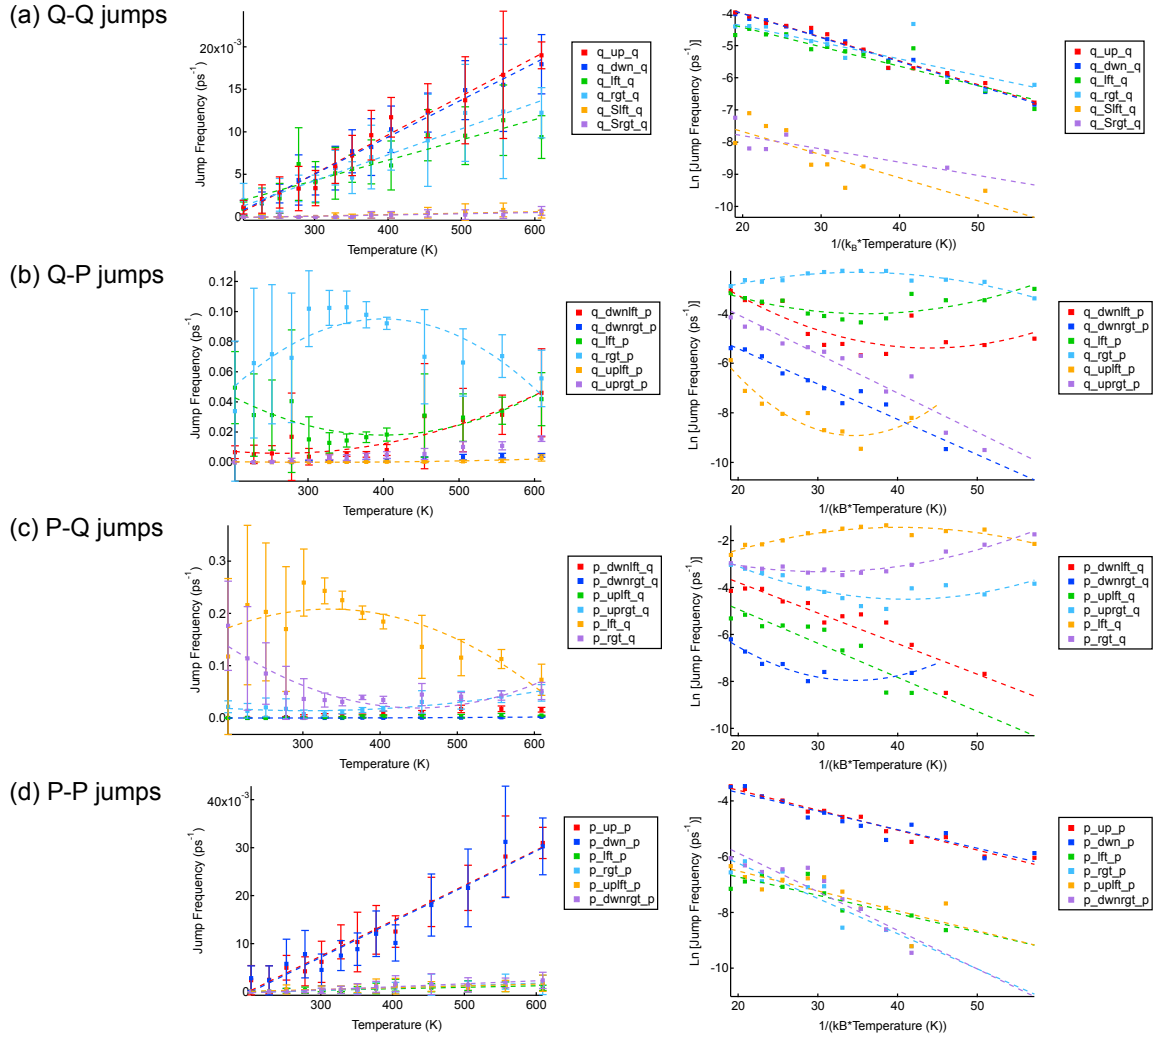 (a) Q-Q jumps
Jump Frequency (ps⁻¹)
20×10⁻³
15
10
5
0
300
400
500
600
Temperature (K)
q_up_q
q_dwn_q
q_lft_q
q_rgt_q
q_Slft_q
q_Srgt_q
Ln [Jump Frequency (ps⁻¹)]
-4
-5
-6
-7
-8
-9
-10
20
30
40
50
1/(k_B*Temperature (K))
q_up_q
q_dwn_q
q_lft_q
q_rgt_q
q_Slft_q
q_Srgt_q
(b) Q-P jumps
Jump Frequency (ps⁻¹)
0.12
0.10
0.08
0.06
0.04
0.02
0.00
300
400
500
600
Temperature (K)
q_dwnlft_p
q_dwnrgt_p
q_lft_p
q_rgt_p
q_uplft_p
q_uprgt_p
Ln [Jump Frequency (ps⁻¹)]
-4
-6
-8
-10
20
30
40
50
1/(kB*Temperature (K))
q_dwnlft_p
q_dwnrgt_p
q_lft_p
q_rgt_p
q_uplft_p
q_uprgt_p
(c) P-Q jumps
Jump Frequency (ps⁻¹)
0.3
0.2
0.1
0.0
300
400
500
600
Temperature (K)
p_dwnlft_q
p_dwnrgt_q
p_uplft_q
p_uprgt_q
p_lft_q
p_rgt_q
Ln [Jump Frequency (ps⁻¹)]
-2
-4
-6
-8
-10
20
30
40
50
1/(kB*Temperature (K))
p_dwnlft_q
p_dwnrgt_q
p_uplft_q
p_uprgt_q
p_lft_q
p_rgt_q
(d) P-P jumps
Jump Frequency (ps⁻¹)
40×10⁻³
30
20
10
0
200
300
400
500
600
Temperature (K)
p_up_p
p_dwn_p
p_lft_p
p_rgt_p
p_uplft_p
p_dwnrgt_p
Ln [Jump Frequency (ps⁻¹)]
-4
-6
-8
-10
20
30
40
50
1/(kB*Temperature (K))
p_up_p
p_dwn_p
p_lft_p
p_rgt_p
p_uplft_p
p_dwnrgt_p